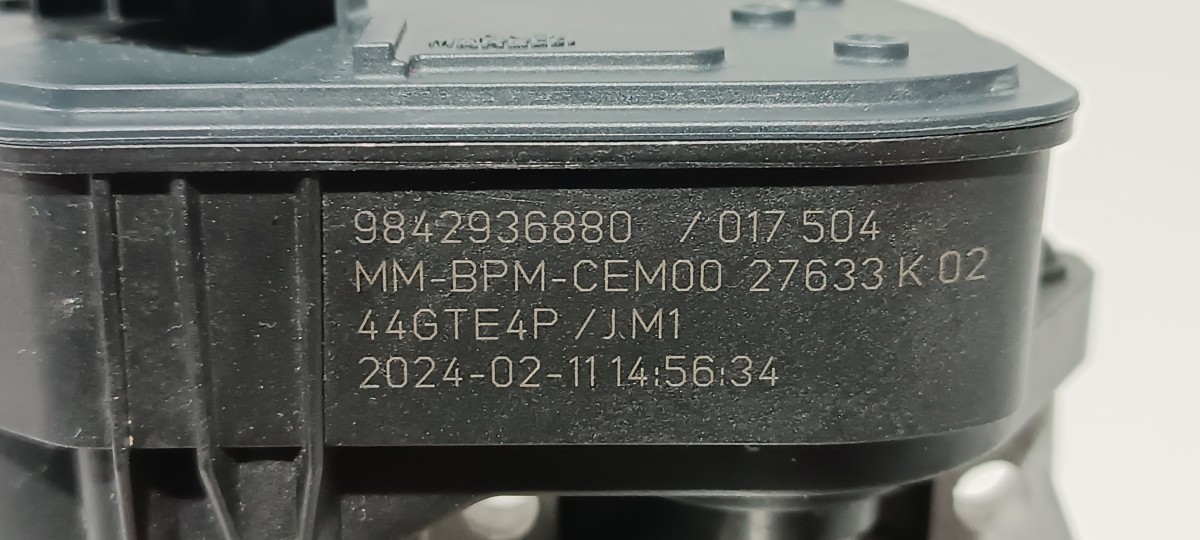 9842936880 / 017 504
MM-BPM-CEM00 27633 K 02
44GTE4P /J.M1
2024-02-11 14:56:34